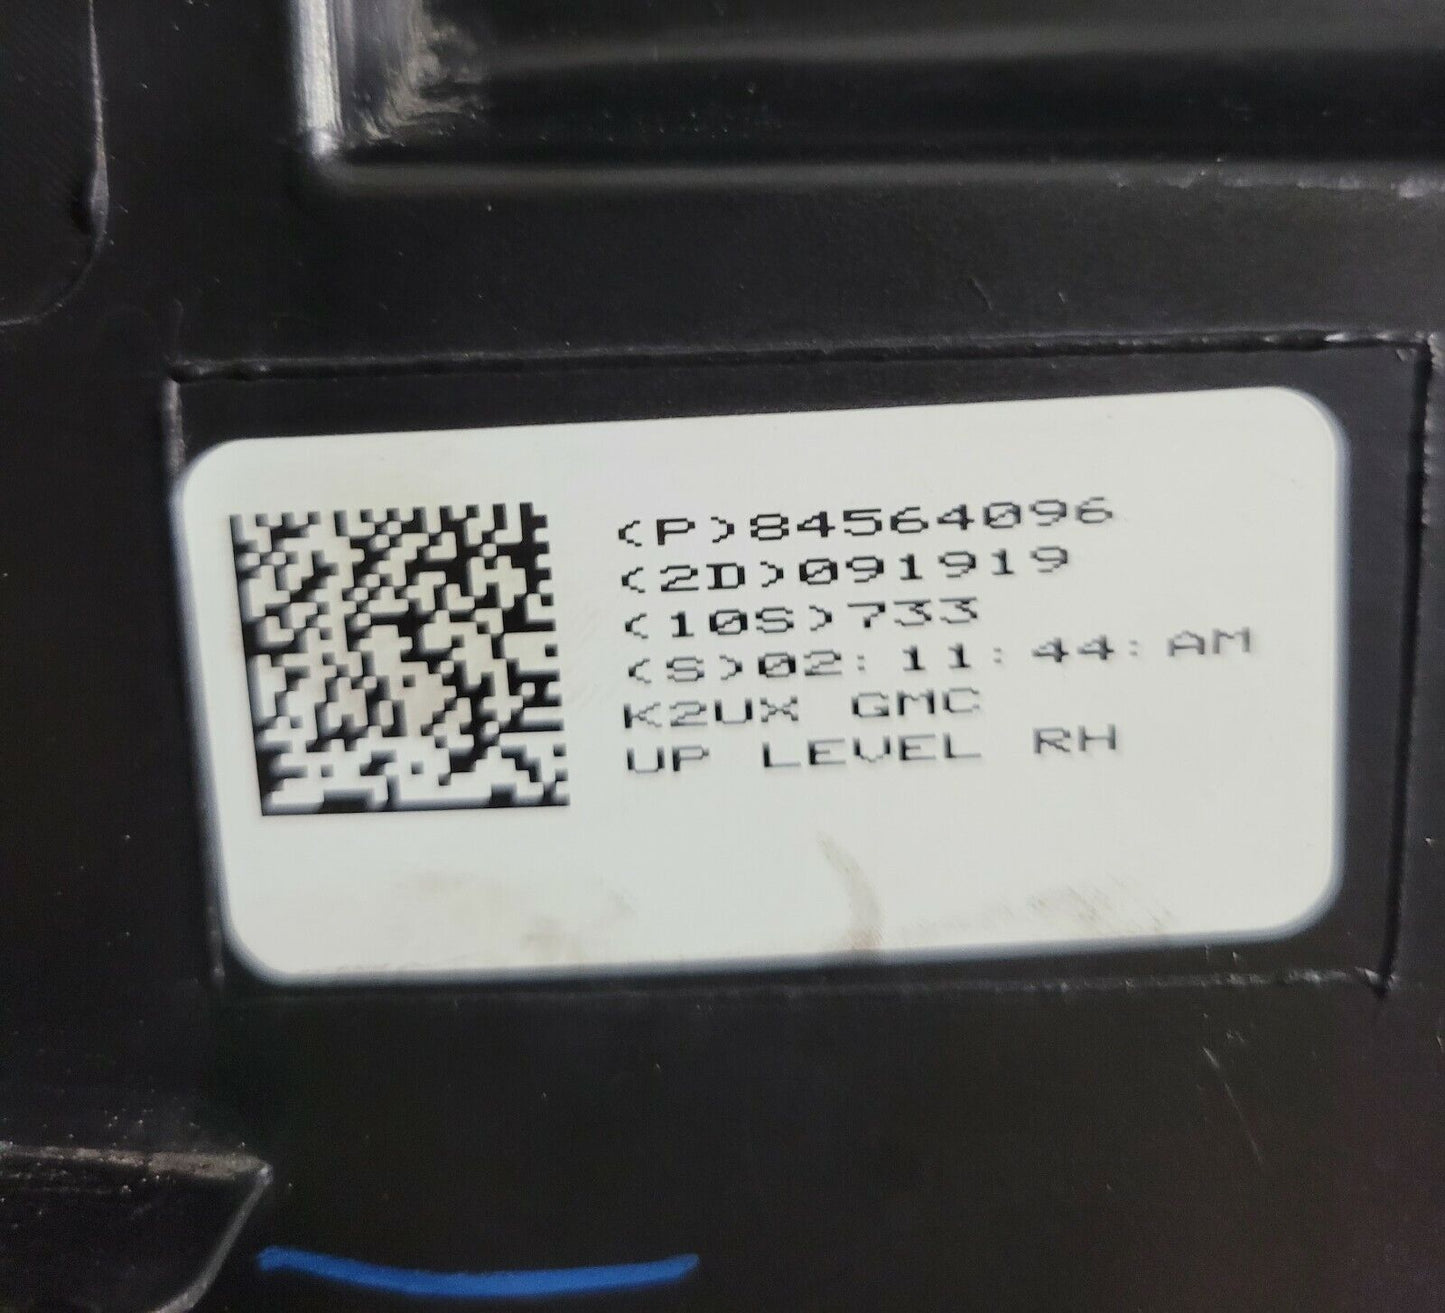 (P)84564096
(2D)091919
(10S)733
(S)02:11:44:AM
K2UX GMC
UP LEVEL RH